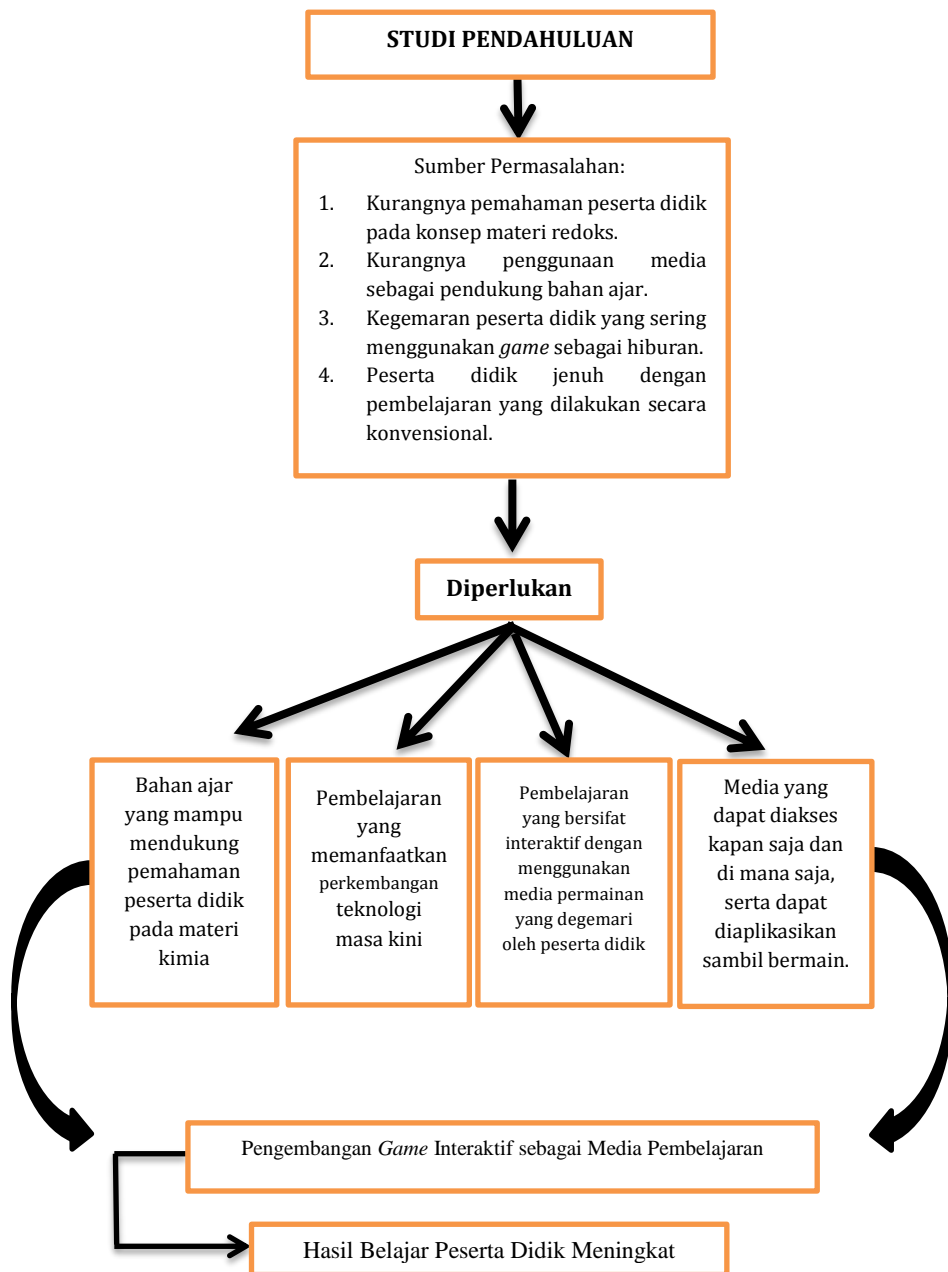 STUDI PENDAHULUAN
Sumber Permasalahan:
1. Kurangnya pemahaman peserta didik
pada konsep materi redoks.
2. Kurangnya penggunaan media
sebagai pendukung bahan ajar.
3. Kegemaran peserta didik yang sering
menggunakan game sebagai hiburan.
4. Peserta didik jenuh dengan
pembelajaran yang dilakukan secara
konvensional.
Diperlukan
Bahan ajar
yang mampu
mendukung
pemahaman
peserta didik
pada materi
kimia
Pembelajaran
yang
memanfaatkan
perkembangan
teknologi
masa kini
Pembelajaran
yang bersifat
interaktif dengan
menggunakan
media permainan
yang degemari
oleh peserta didik
Media yang
dapat diakses
kapan saja dan
di mana saja,
serta dapat
diaplikasikan
sambil bermain.
Pengembangan Game Interaktif sebagai Media Pembelajaran
Hasil Belajar Peserta Didik Meningkat